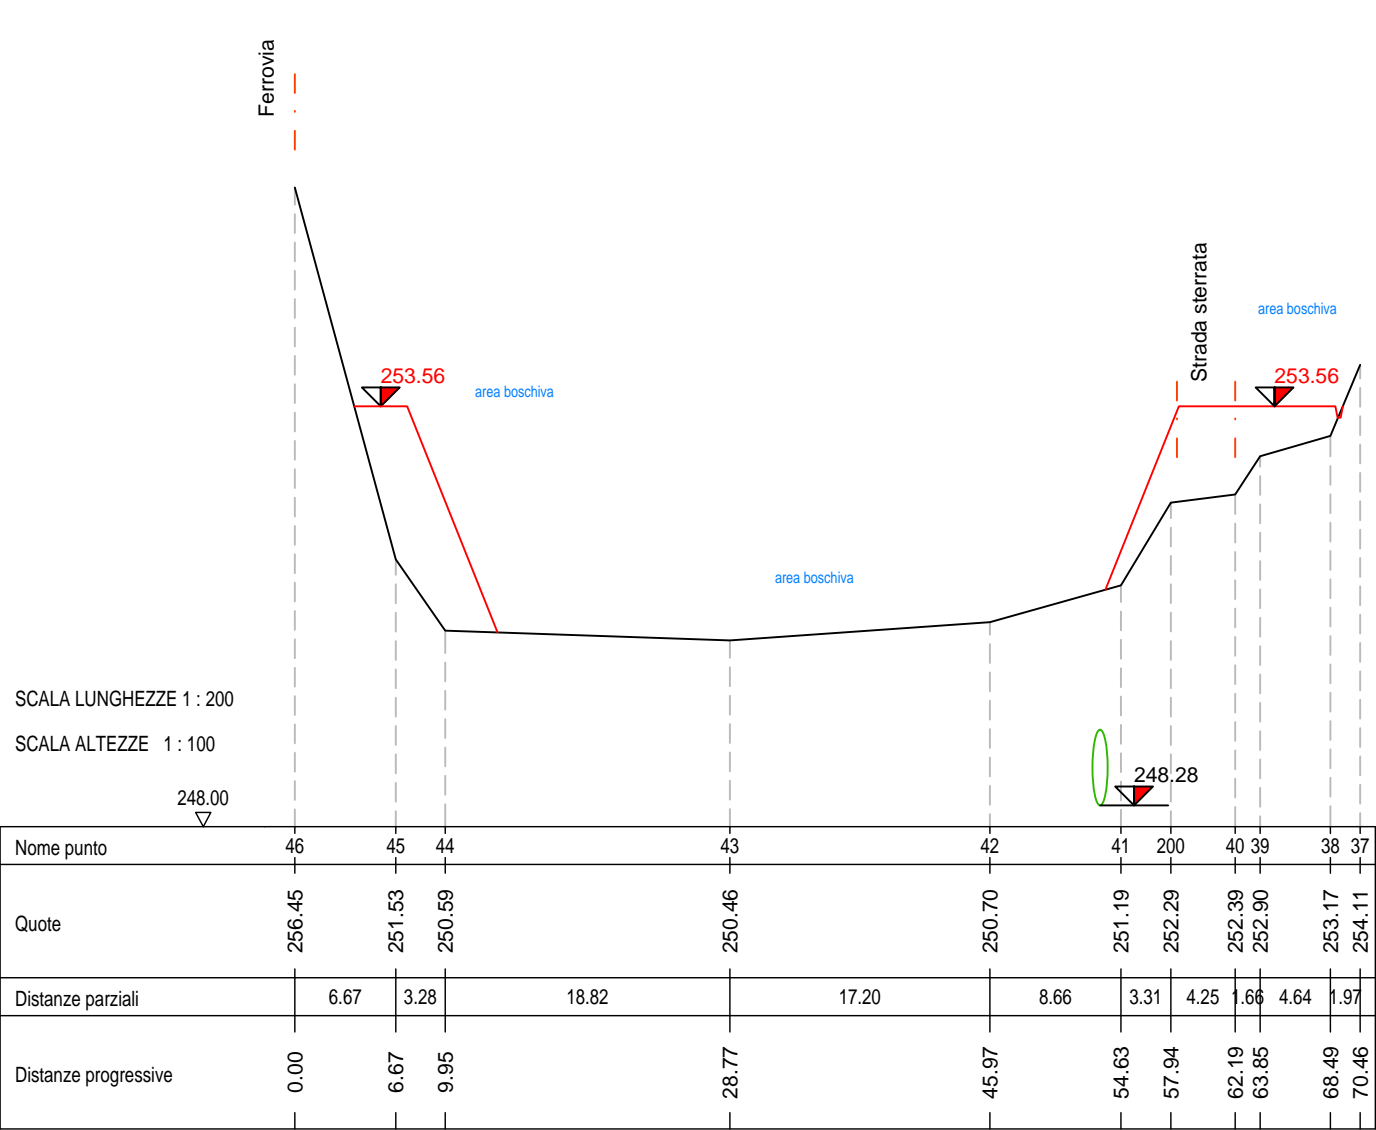 Ferrovia
Strada sterrata
area boschiva
253.56
area boschiva
253.56
area boschiva
SCALA LUNGHEZZE 1 : 200
SCALA ALTEZZE 1 : 100
248.28
248.00
Nome punto 46 45 44 43 42 41 200 40 39 38 37
Quote 256.45 251.53 250.59 250.46 250.70 251.19 252.29 252.39 252.90 253.17 254.11
Distanze parziali 6.67 3.28 18.82 17.20 8.66 3.31 4.25 1.66 4.64 1.97
Distanze progressive 0.00 6.67 9.95 28.77 45.97 54.63 57.94 62.19 63.85 68.49 70.46